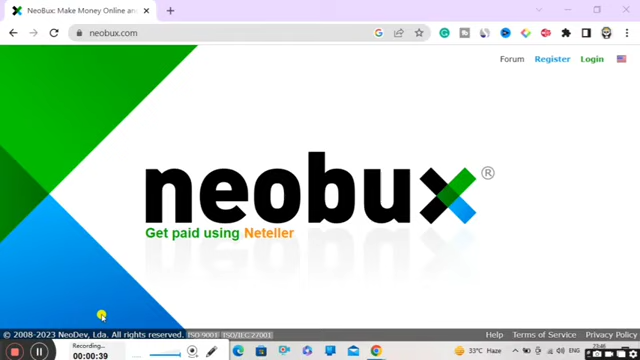 NeoBux: Make Money Online and
neobux.com
Forum Register Login
neobux®
Get paid using Neteller
© 2008-2023 NeoDev, Lda. All rights reserved. ISO 9001 ISO/IEC 27001
Help Terms of Service Privacy Policy
Recording...
00:00:39
33°C Haze
ENG
23:46